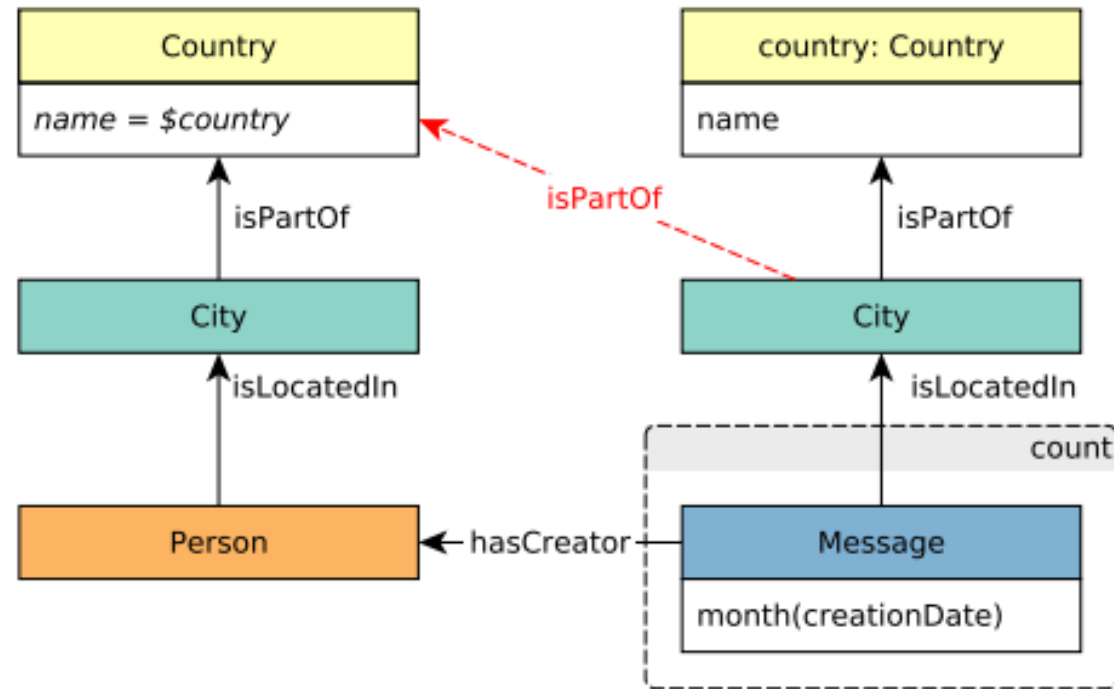 Country
country: Country
name = $country
name
isPartOf
isPartOf
isPartOf
City
City
isLocatedIn
isLocatedIn
count
Person
hasCreator
Message
month(creationDate)